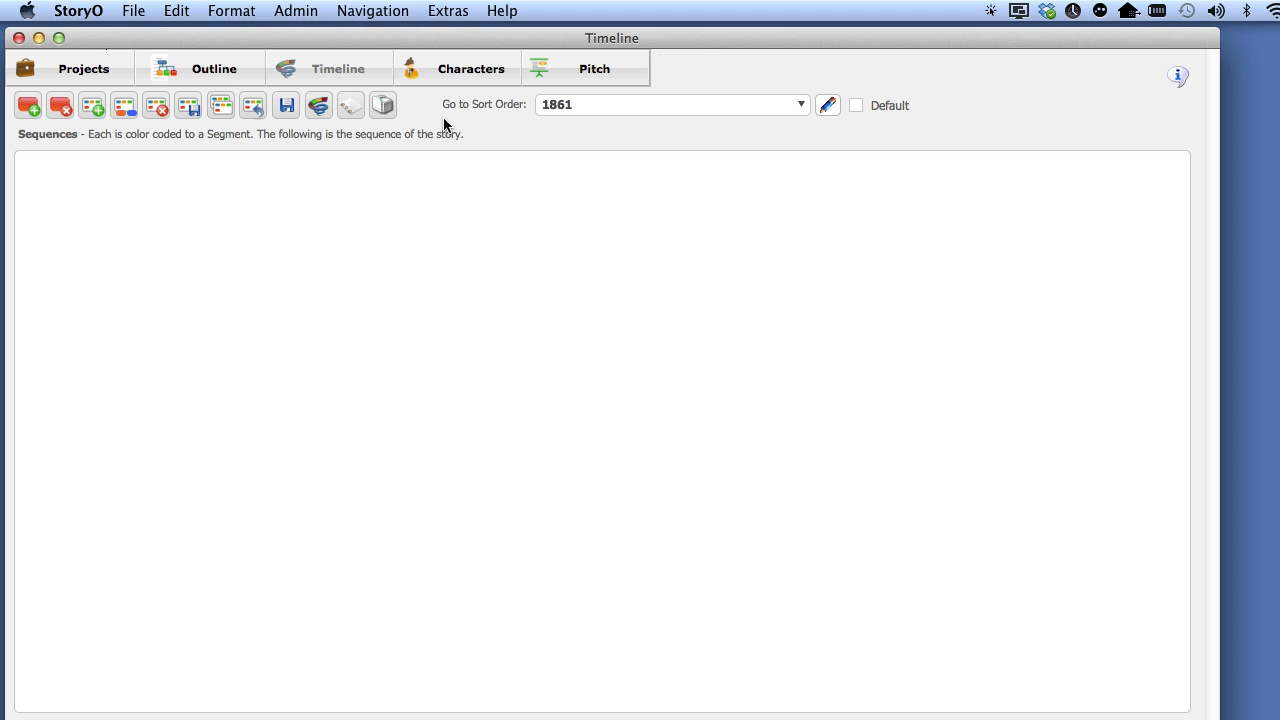 StoryO File Edit Format Admin Navigation Extras Help
Timeline
Projects Outline Timeline Characters Pitch
Go to Sort Order: 1861 Default
Sequences - Each is color coded to a Segment. The following is the sequence of the story.